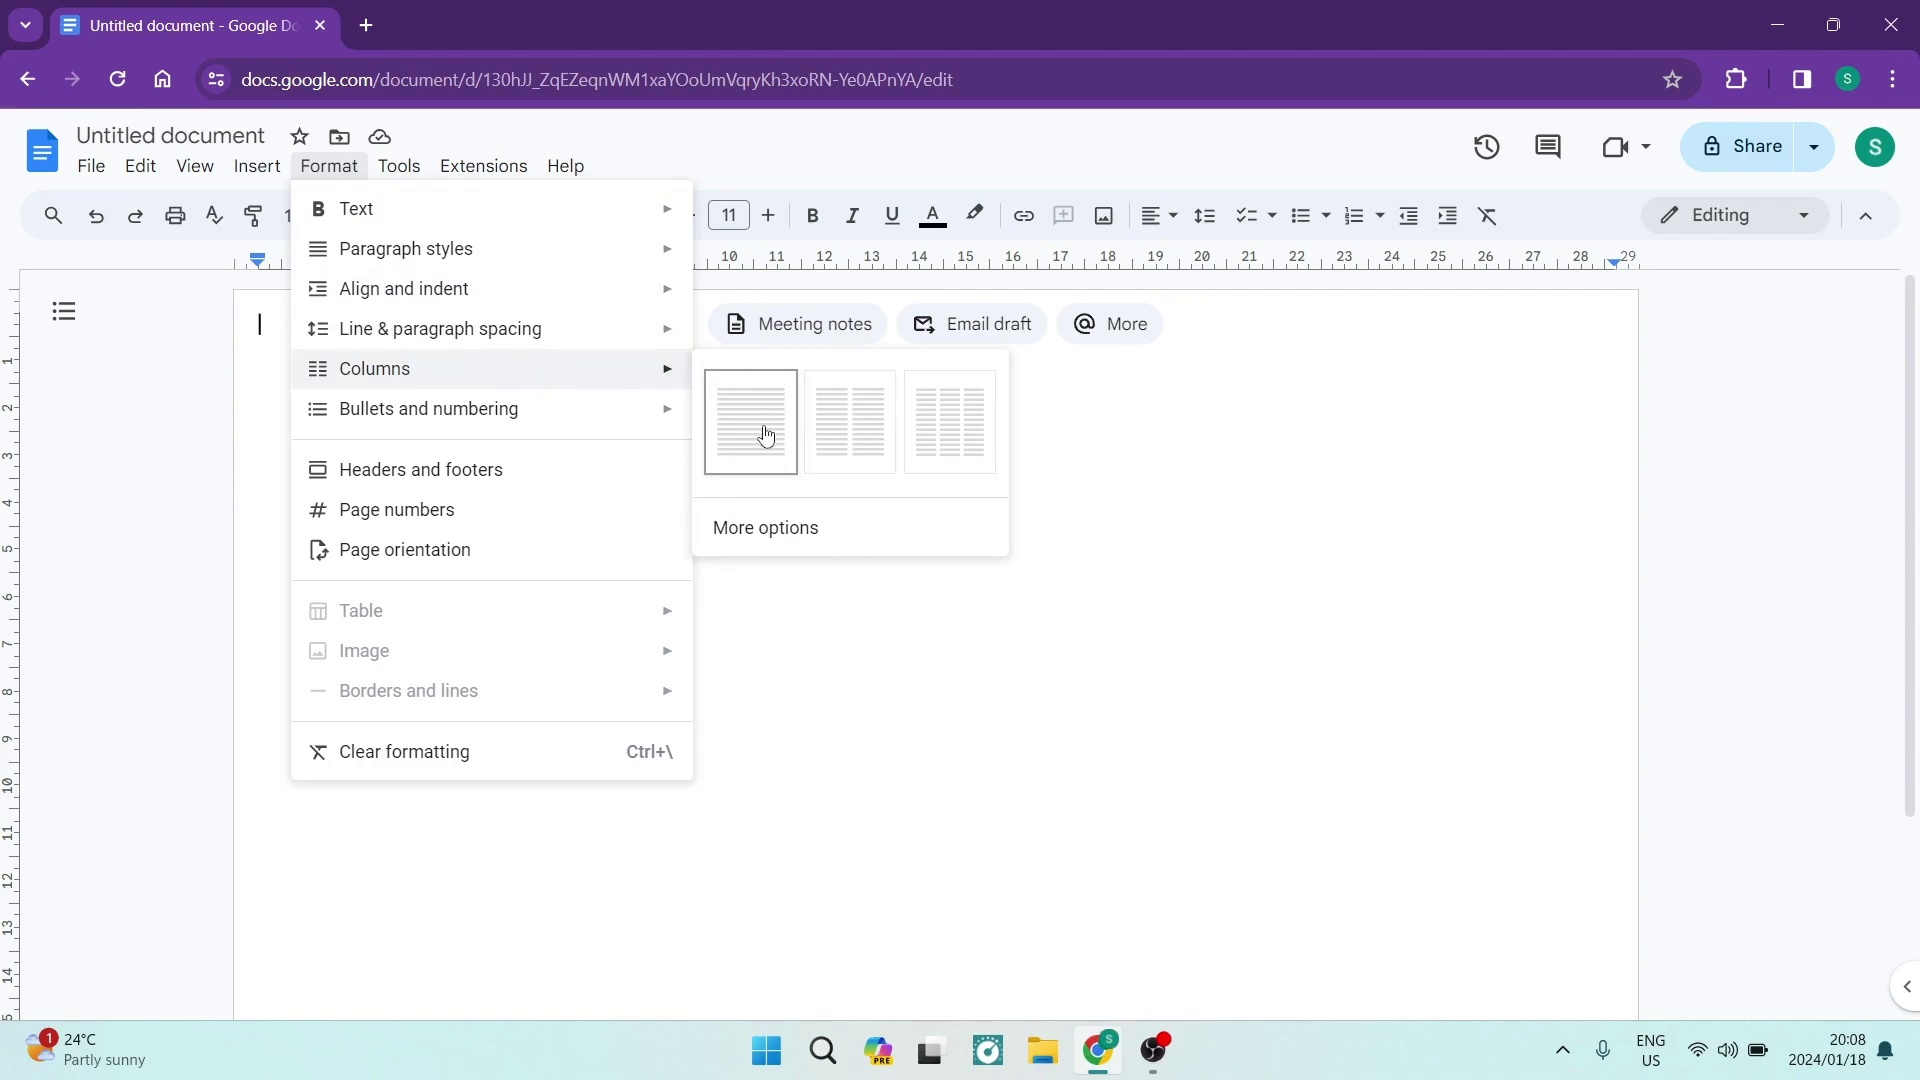 Untitled document - Google Do
docs.google.com/document/d/130hJJ_ZqEZeqnWM1xaYOoUmVqryKh3xoRN-Ye0APnYA/edit
S
Untitled document
File Edit View Insert Format Tools Extensions Help
Share
S
11
Editing
Text
Paragraph styles
Align and indent
Line & paragraph spacing
Columns
Bullets and numbering
Headers and footers
Page numbers
Page orientation
Table
Image
Borders and lines
Clear formatting Ctrl+\
10 11 12 13 14 15 16 17 18 19 20 21 22 23 24 25 26 27 28 29
Meeting notes Email draft More
More options
1
2
3
4
5
6
7
8
9
10
11
12
13
14
1
24°C
Partly sunny
PRE
S
ENG
US
20:08
2024/01/18